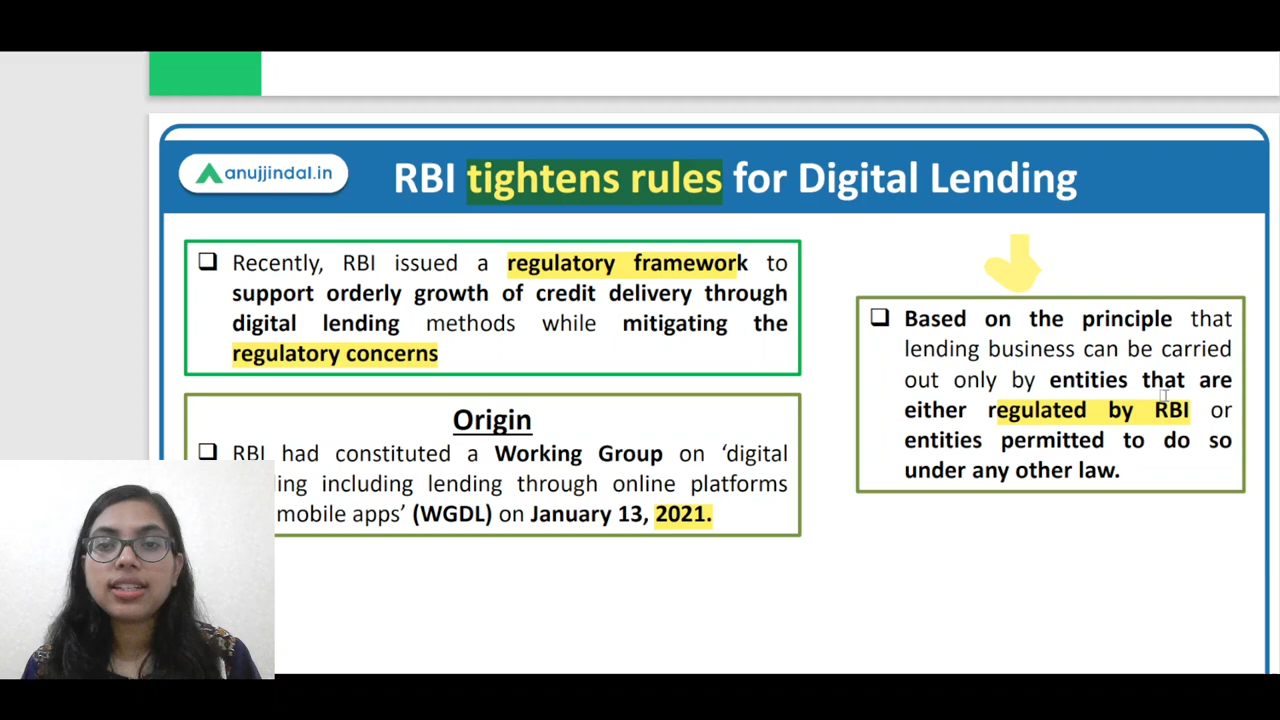 anujjindal.in
RBI tightens rules for Digital Lending
❑ Recently, RBI issued a regulatory framework to
support orderly growth of credit delivery through
digital lending methods while mitigating the
regulatory concerns
Origin
❑ RBI had constituted a Working Group on ‘digital
ing including lending through online platforms
mobile apps’ (WGDL) on January 13, 2021.
❑ Based on the principle that
lending business can be carried
out only by entities that are
either regulated by RBI or
entities permitted to do so
under any other law.